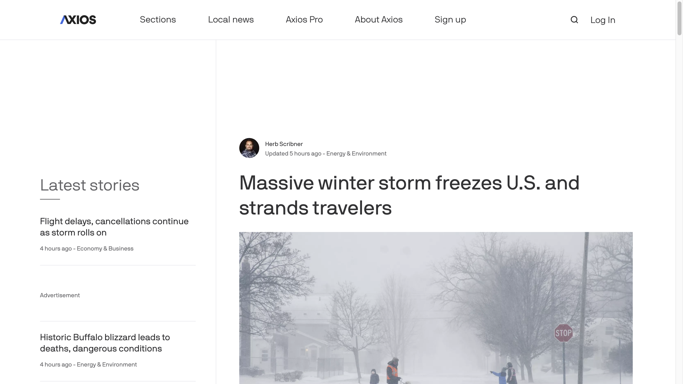 AXIOS
Sections
Local news
Axios Pro
About Axios
Sign up
Log In
Latest stories
Flight delays, cancellations continue
as storm rolls on
4 hours ago - Economy & Business
Advertisement
Historic Buffalo blizzard leads to
deaths, dangerous conditions
4 hours ago - Energy & Environment
Herb Scribner
Updated 5 hours ago - Energy & Environment
Massive winter storm freezes U.S. and
strands travelers
STOP